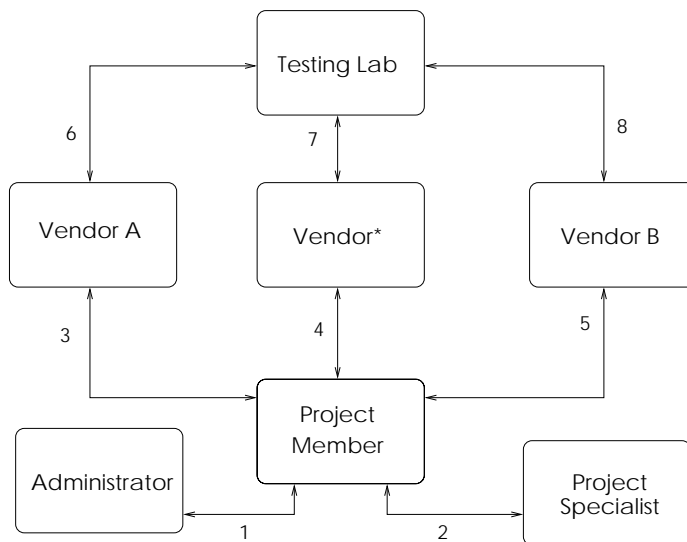 Testing Lab
6
7
8
Vendor A
Vendor*
Vendor B
3
4
5
Project
Member
Administrator
Project
Specialist
1
2